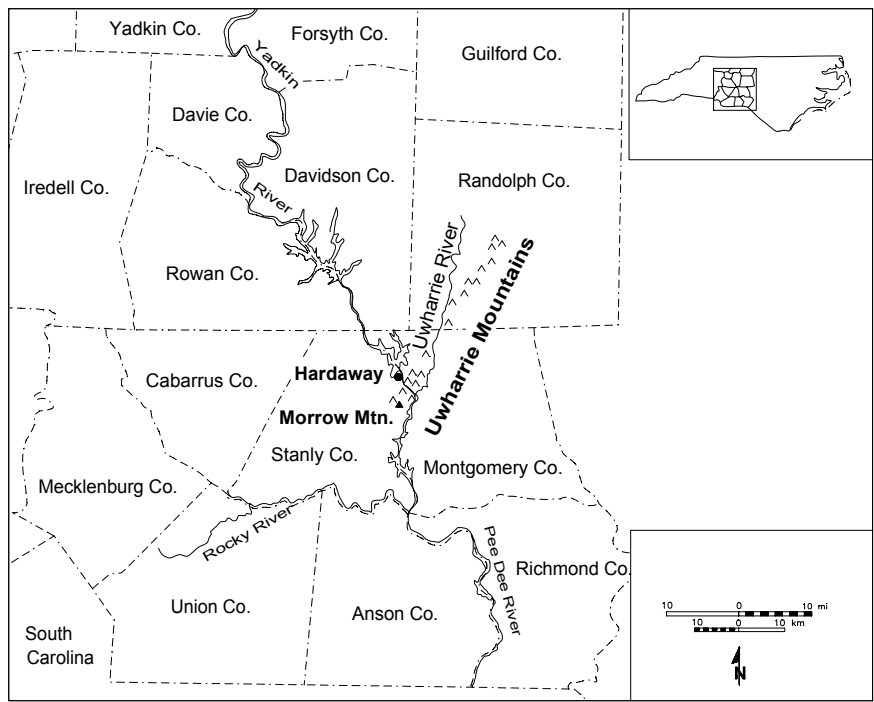 Yadkin Co.
Forsyth Co.
Guilford Co.
Yadkin
Davie Co.
Davidson Co.
Randolph Co.
Iredell Co.
River
Rowan Co.
Uwharrie River
Uwharrie Mountains
Hardaway
Cabarrus Co.
Morrow Mtn.
Stanly Co.
Montgomery Co.
Mecklenburg Co.
Rocky River
Pee Dee River
Richmond Co.
Union Co.
Anson Co.
South
Carolina
10 0 10 mi
10 0 10 km
N